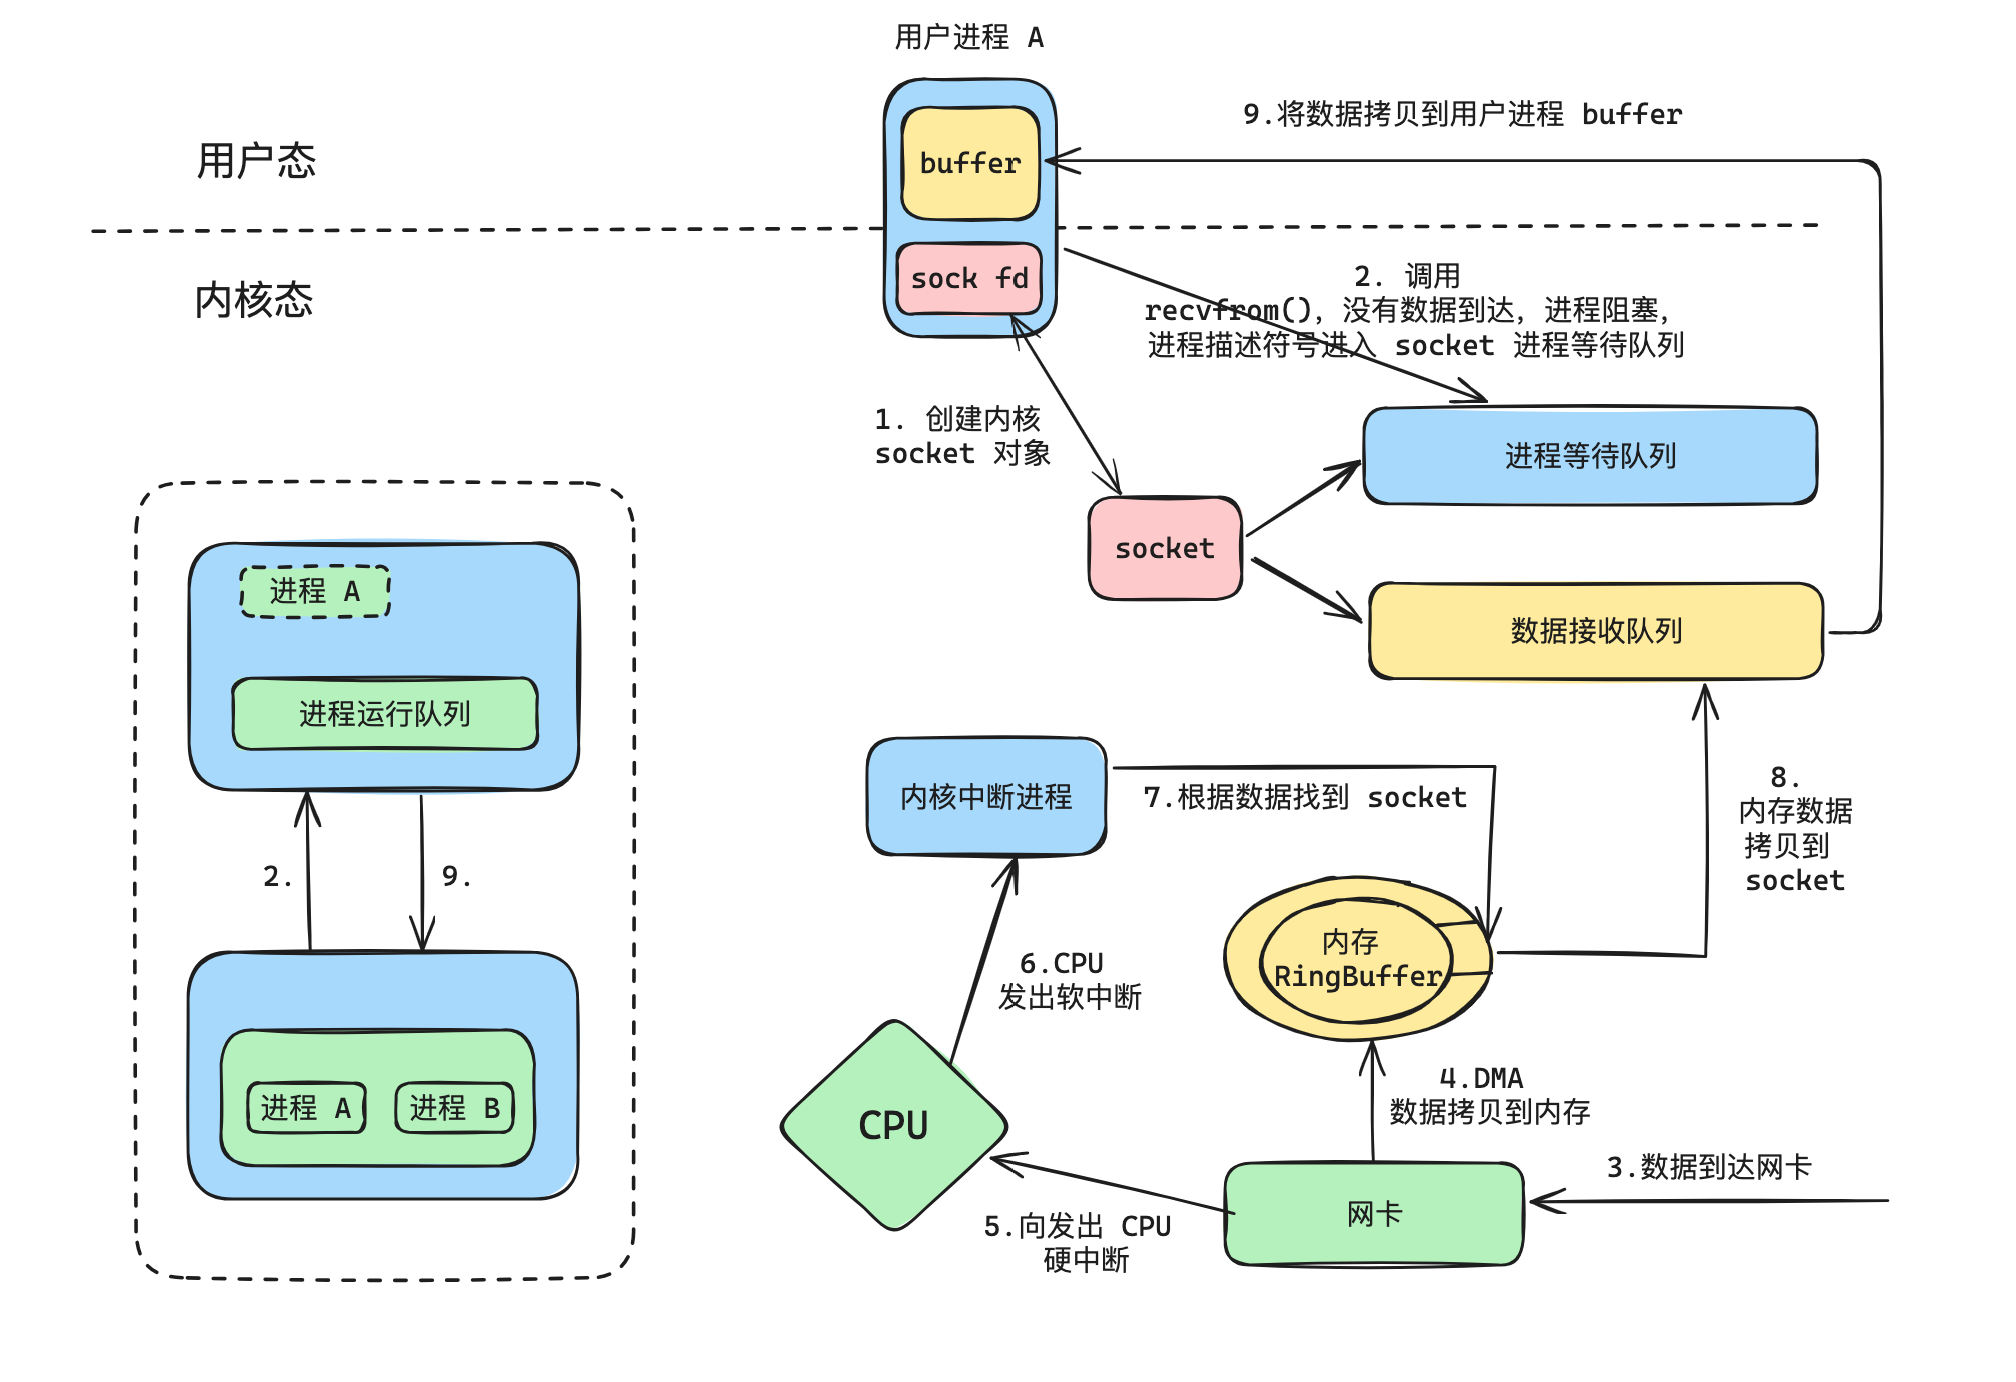 用户进程 A
9.将数据拷贝到用户进程 buffer
用户态
buffer
内核态
sock fd
2. 调用
recvfrom()，没有数据到达，进程阻塞，
进程描述符号进入 socket 进程等待队列
1. 创建内核
socket 对象
进程等待队列
socket
数据接收队列
进程 A
进程运行队列
2.
9.
进程 A
进程 B
内核中断进程
7.根据数据找到 socket
8.
内存数据
拷贝到
socket
内存
RingBuffer
6.CPU
发出软中断
CPU
4.DMA
数据拷贝到内存
3.数据到达网卡
网卡
5.向发出 CPU
硬中断